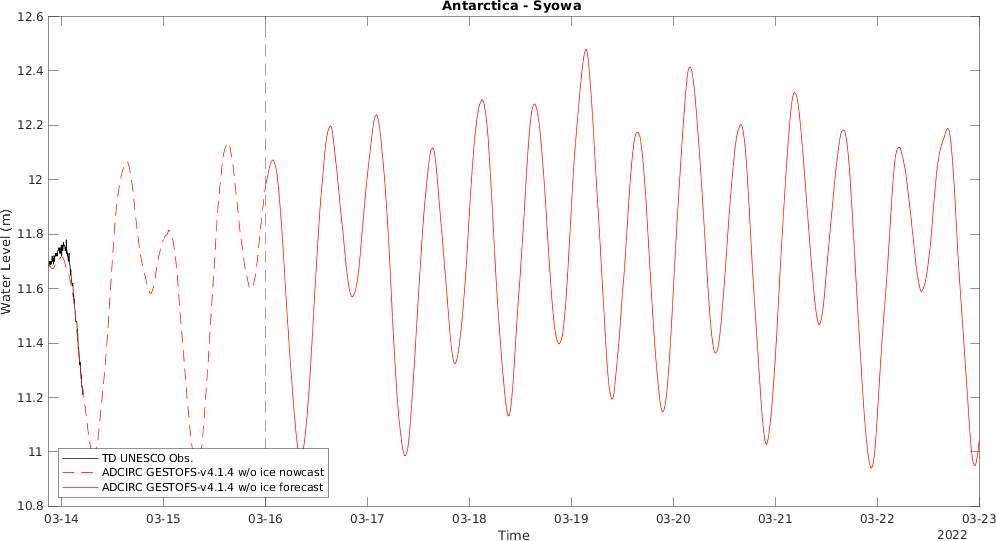 Antarctica - Syowa
12.6
12.4
12.2
12
11.8
11.6
11.4
11.2
11
10.8
Water Level (m)
TD UNESCO Obs.
ADCIRC GESTOFS-v4.1.4 w/o ice nowcast
ADCIRC GESTOFS-v4.1.4 w/o ice forecast
03-14 03-15 03-16 03-17 03-18 03-19 03-20 03-21 03-22 03-23
Time
2022